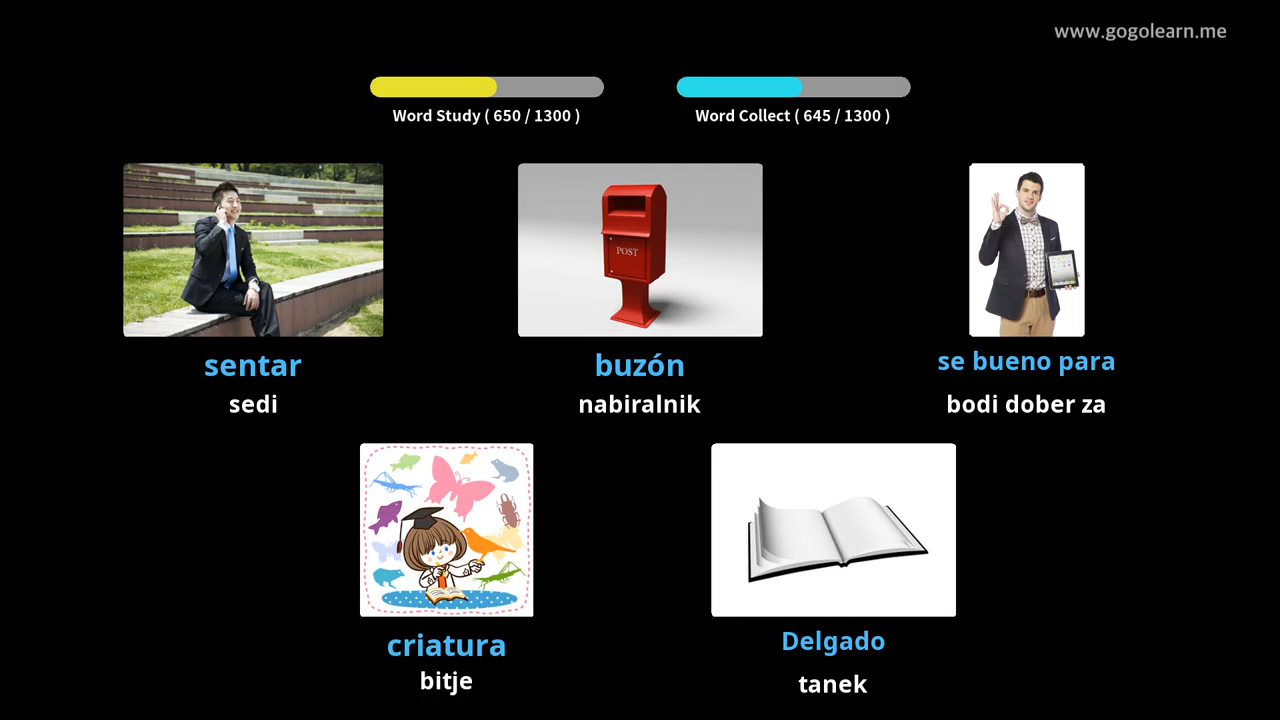 www.gogolearn.me
Word Study ( 650 / 1300 )
Word Collect ( 645 / 1300 )
POST
sentar
buzón
se bueno para
sedi
nabiralnik
bodi dober za
criatura
Delgado
bitje
tanek